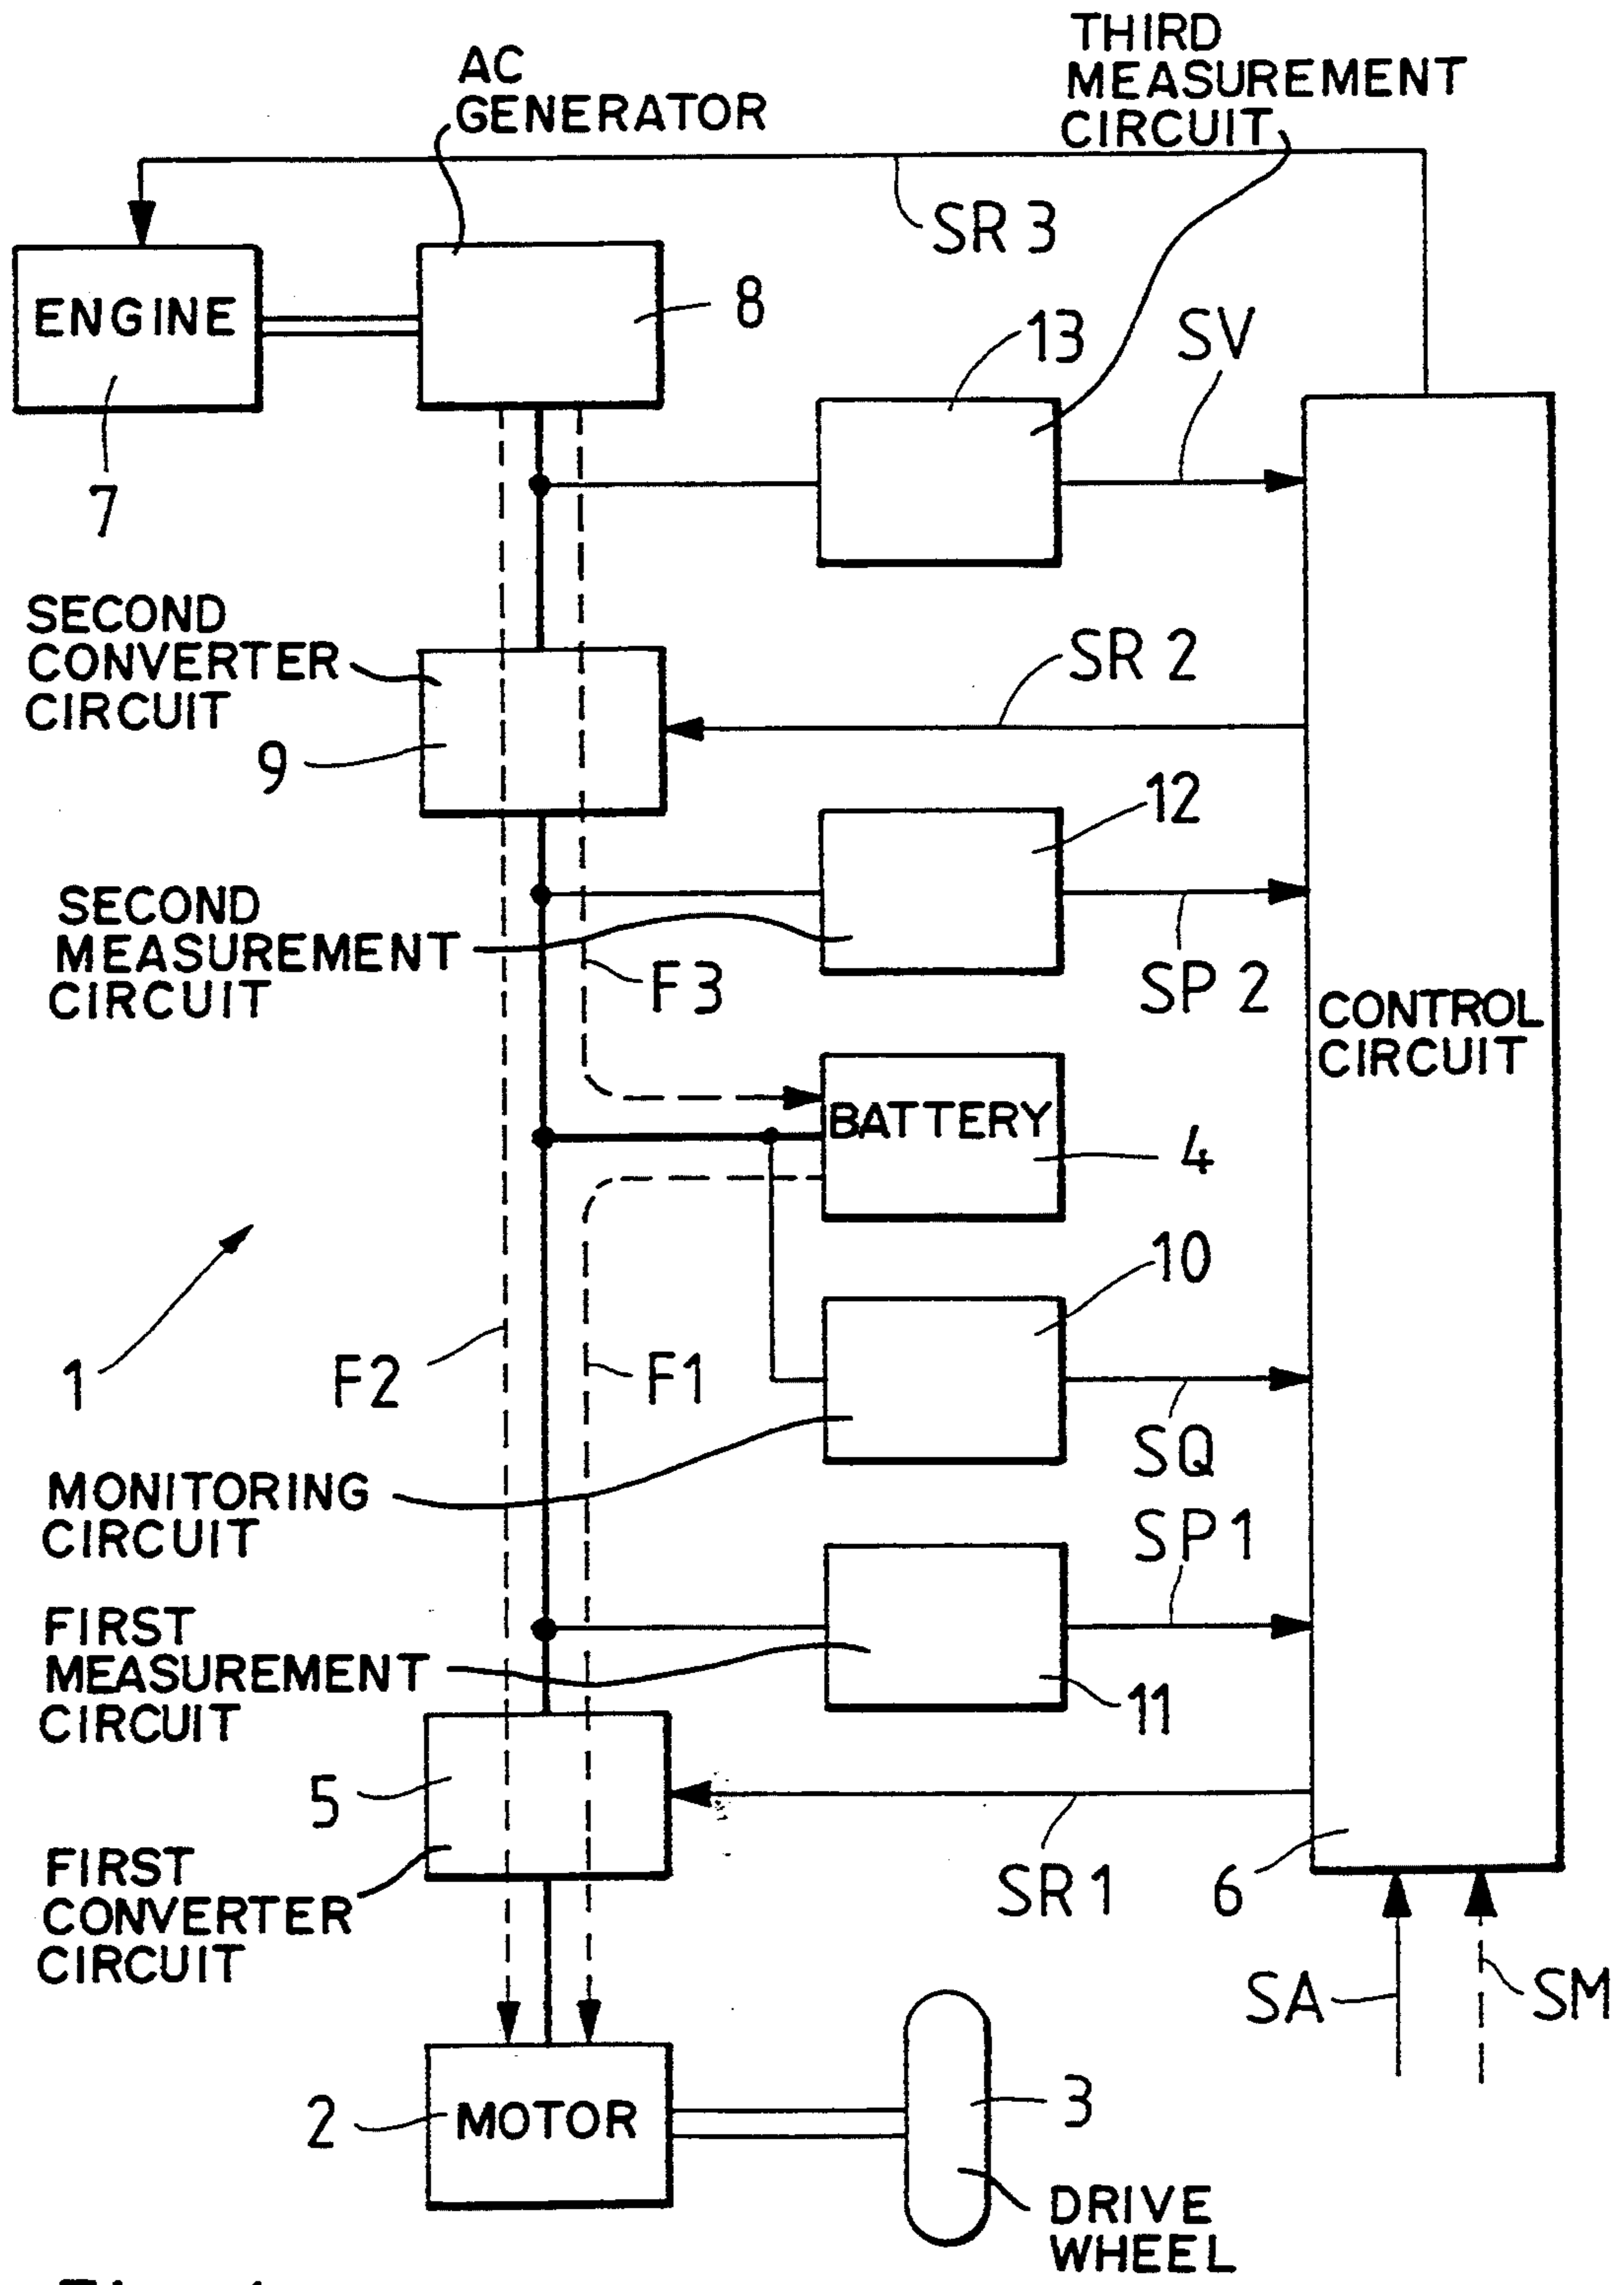 THIRD
MEASUREMENT
CIRCUIT
AC
GENERATOR
SR 3
ENGINE
8
13
SV
7
SECOND
CONVERTER
CIRCUIT
SR 2
9
12
SECOND
MEASUREMENT
CIRCUIT
F3
SP 2
CONTROL
CIRCUIT
BATTERY
4
10
1
F2
F1
SQ
MONITORING
CIRCUIT
SP1
FIRST
MEASUREMENT
CIRCUIT
11
5
FIRST
CONVERTER
CIRCUIT
SR1
6
SA
SM
2
MOTOR
3
DRIVE
WHEEL